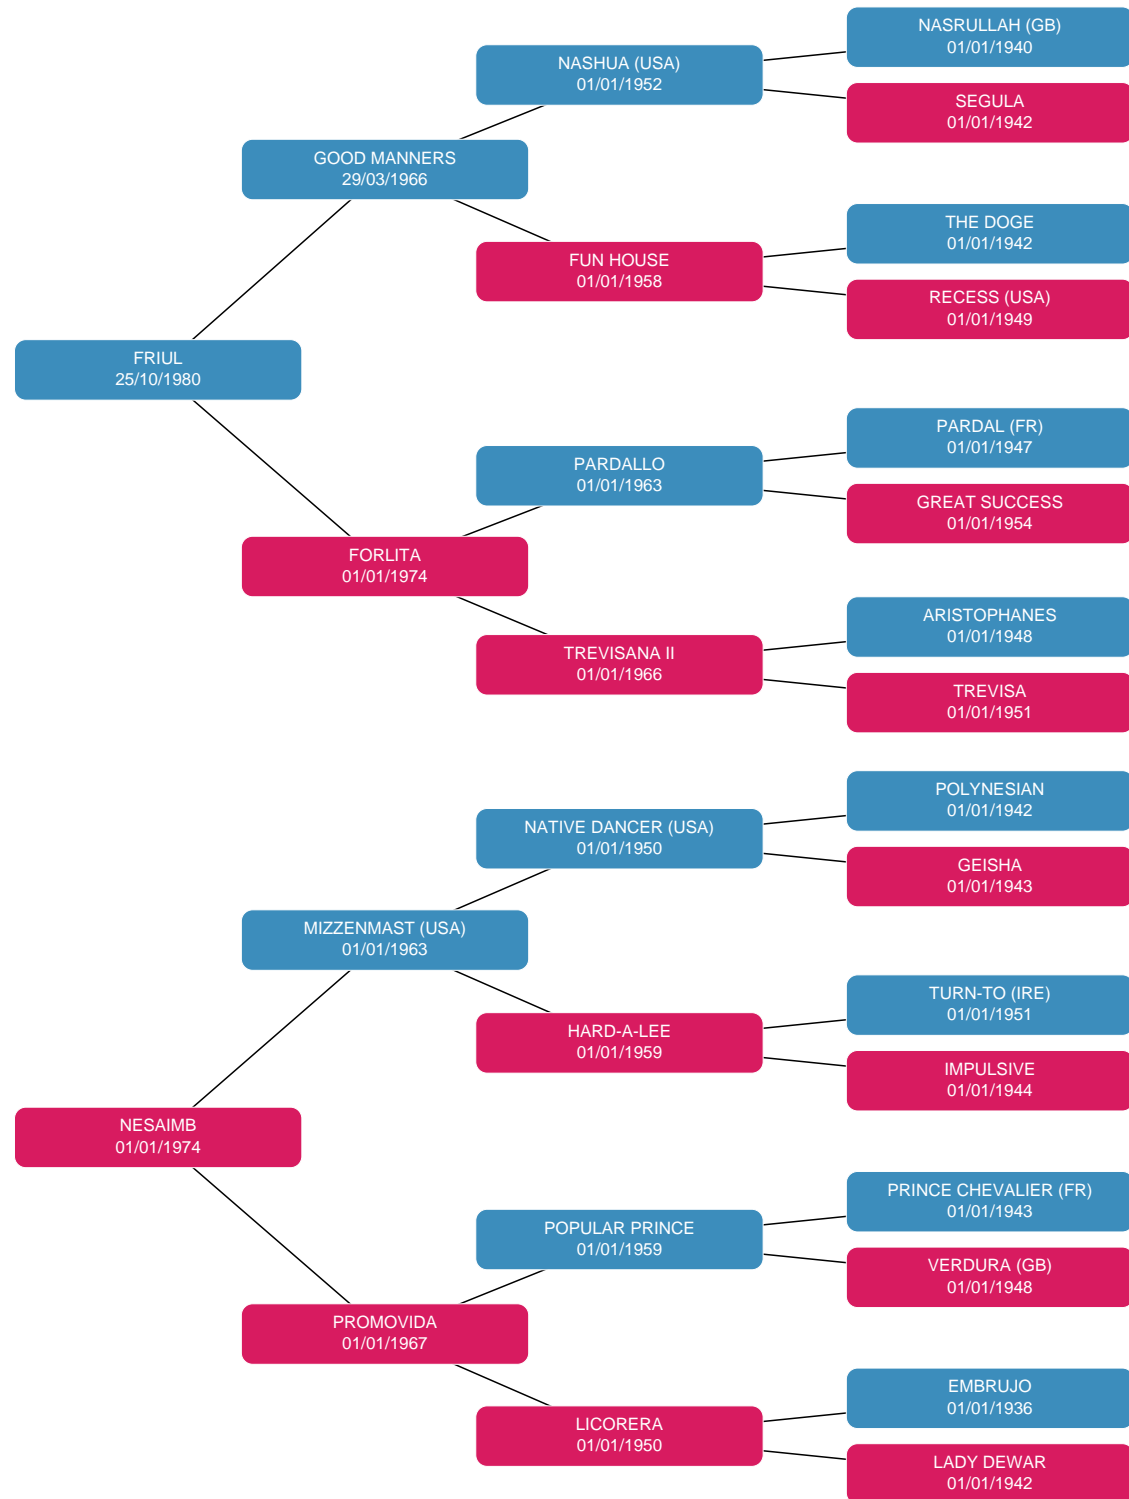 NASRULLAH (GB)
01/01/1940
NASHUA (USA)
01/01/1952
SEGULA
01/01/1942
GOOD MANNERS
29/03/1966
THE DOGE
01/01/1942
FUN HOUSE
01/01/1958
RECESS (USA)
01/01/1949
FRIUL
25/10/1980
PARDAL (FR)
01/01/1947
PARDALLO
01/01/1963
GREAT SUCCESS
01/01/1954
FORLITA
01/01/1974
ARISTOPHANES
01/01/1948
TREVISANA II
01/01/1966
TREVISA
01/01/1951
POLYNESIAN
01/01/1942
NATIVE DANCER (USA)
01/01/1950
GEISHA
01/01/1943
MIZZENMAST (USA)
01/01/1963
TURN-TO (IRE)
01/01/1951
HARD-A-LEE
01/01/1959
IMPULSIVE
01/01/1944
NESAIMB
01/01/1974
PRINCE CHEVALIER (FR)
01/01/1943
POPULAR PRINCE
01/01/1959
VERDURA (GB)
01/01/1948
PROMOVIDA
01/01/1967
EMBRUJO
01/01/1936
LICORERA
01/01/1950
LADY DEWAR
01/01/1942